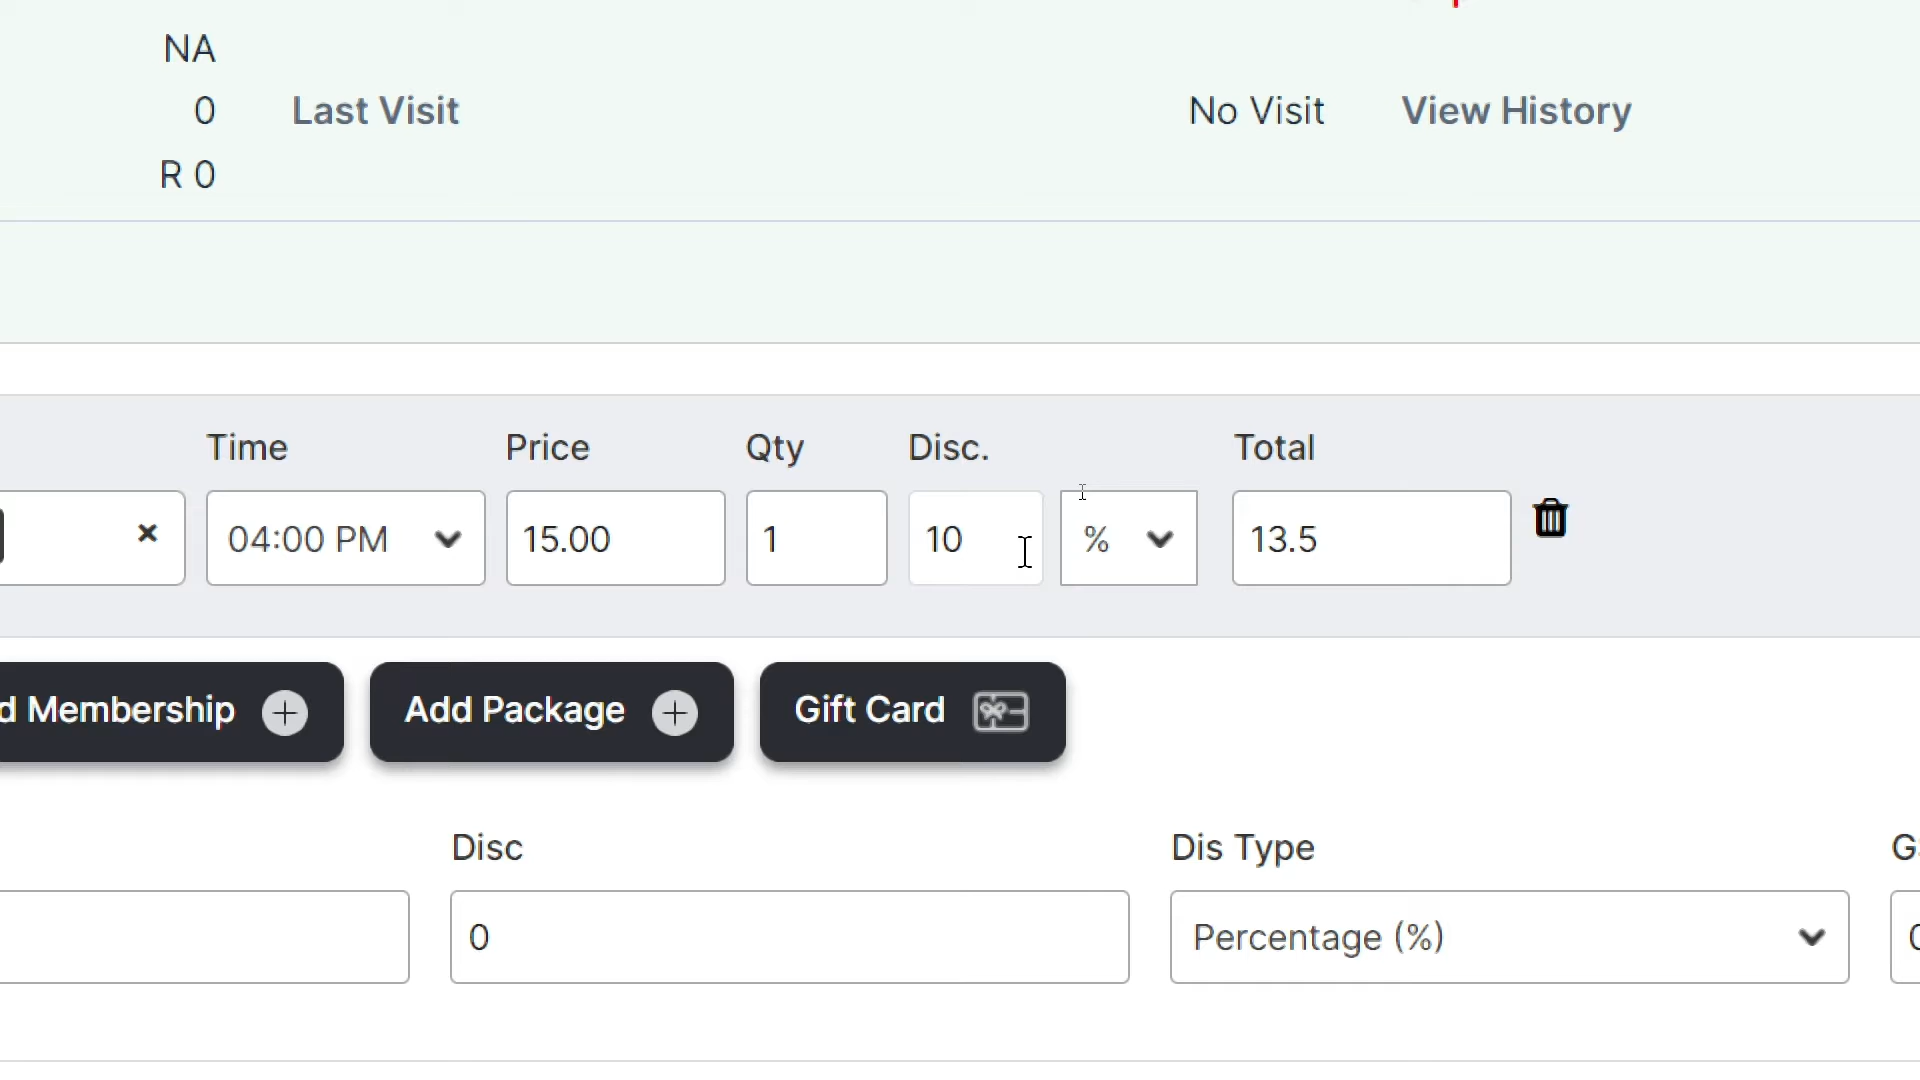 NA
0 Last Visit No Visit View History
R 0
Time Price Qty Disc. Total
04:00 PM 15.00 1 10 % 13.5
d Membership Add Package Gift Card
Disc Dis Type
0 Percentage (%)